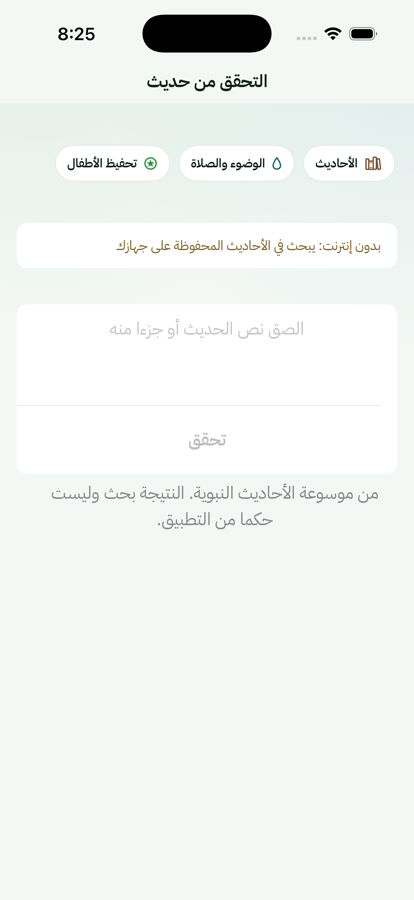 8:25
التحقق من حديث
الأحاديث
الوضوء والصلاة
تحفيظ الأطفال
بدون إنترنت: يبحث في الأحاديث المحفوظة على جهازك
الصق نص الحديث أو جزءا منه
تحقق
من موسوعة الأحاديث النبوية. النتيجة بحث وليست
حكما من التطبيق.